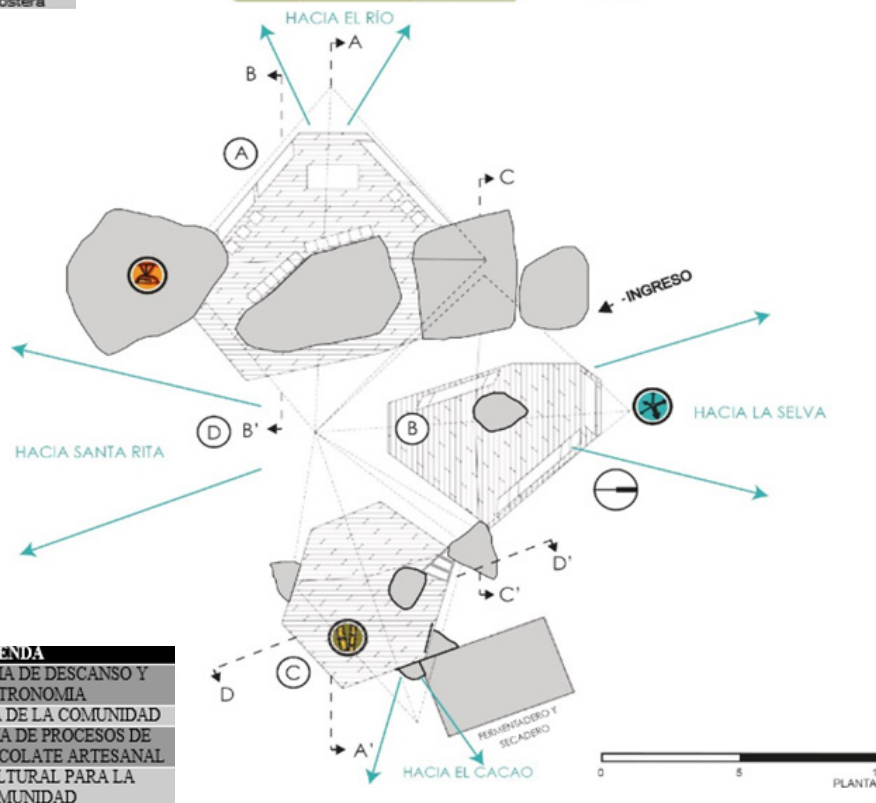 HACIA EL RÍO
A
B
A
C
INGRESO
D
B'
B
HACIA LA SELVA
HACIA SANTA RITA
D'
C'
C
D
FERMENTADERO Y
SECADERO
A'
HACIA EL CACAO
DE DESCANSO Y
DE LA COMUNIDAD
DE PROCESOS DE
ARTESANAL
PARA LA
0
5
PLANTA